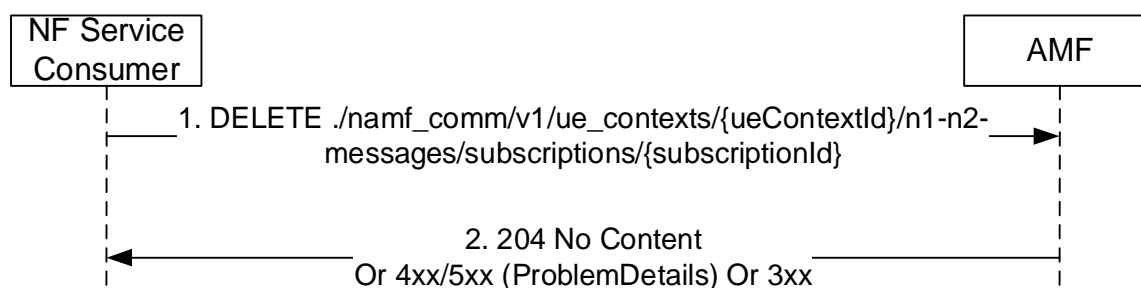 NF Service
Consumer
AMF
1. DELETE ./namf_comm/v1/ue_contexts/{ueContextId}/n1-n2-
messages/subscriptions/{subscriptionId}
2. 204 No Content
Or 4xx/5xx (ProblemDetails) Or 3xx